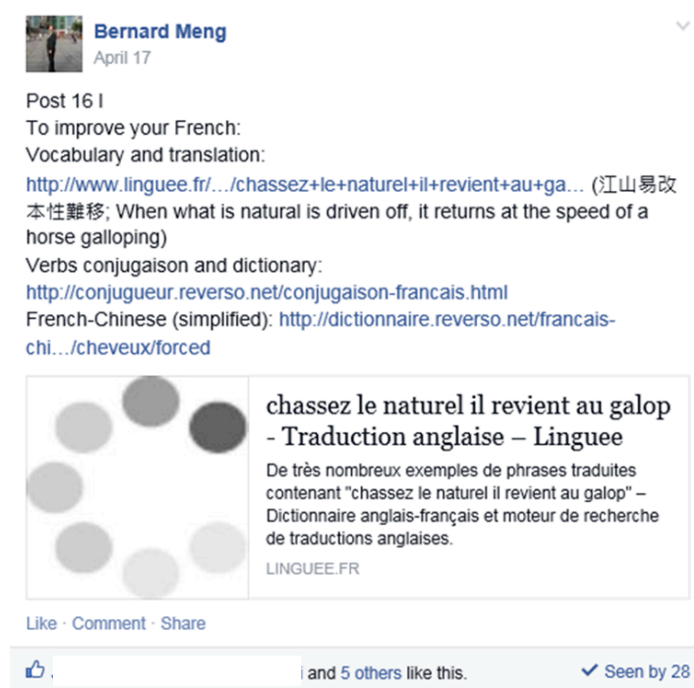 Bernard Meng
April 17
Post 16 I
To improve your French:
Vocabulary and translation:
http://www.linguee.fr/…/chassez+le+naturel+il+revient+au+ga… (江山易改
本性難移; When what is natural is driven off, it returns at the speed of a
horse galloping)
Verbs conjugaison and dictionary:
http://conjugueur.reverso.net/conjugaison-francais.html
French-Chinese (simplified): http://dictionnaire.reverso.net/francais-
chi…/cheveux/forced
chassez le naturel il revient au galop
- Traduction anglaise – Linguee
De très nombreux exemples de phrases traduites
contenant "chassez le naturel il revient au galop" –
Dictionnaire anglais-français et moteur de recherche
de traductions anglaises.
LINGUEE.FR
Like · Comment · Share
and 5 others like this.
Seen by 28